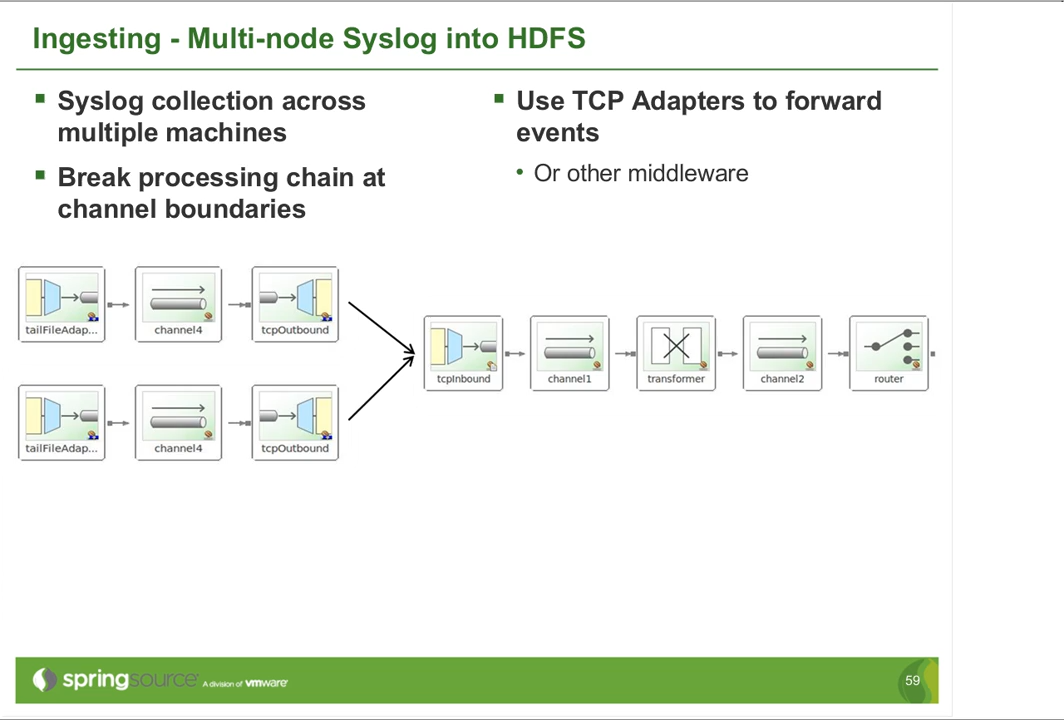 Ingesting - Multi-node Syslog into HDFS
Syslog collection across
multiple machines
Break processing chain at
channel boundaries
Use TCP Adapters to forward
events
Or other middleware
tailFileAdap...
channel4
tcpOutbound
tcpInbound
channel1
transformer
channel2
router
tailFileAdap...
channel4
tcpOutbound
springsource A division of vmware
59